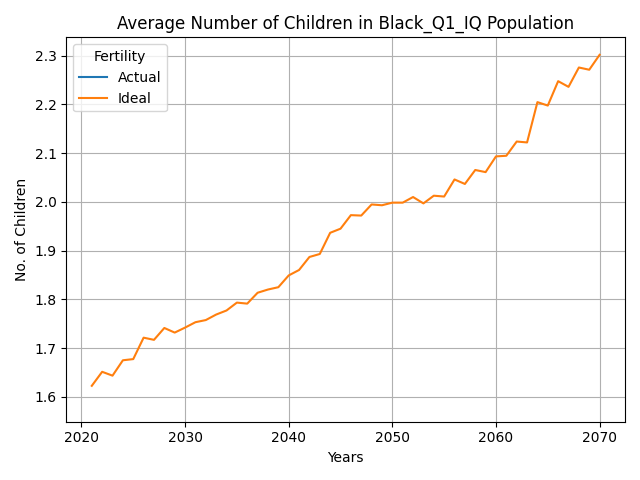 Average Number of Children in Black_Q1_IQ Population
Fertility
Actual
Ideal
2.3
2.2
2.1
2.0
1.9
1.8
1.7
1.6
No. of Children
2020 2030 2040 2050 2060 2070
Years